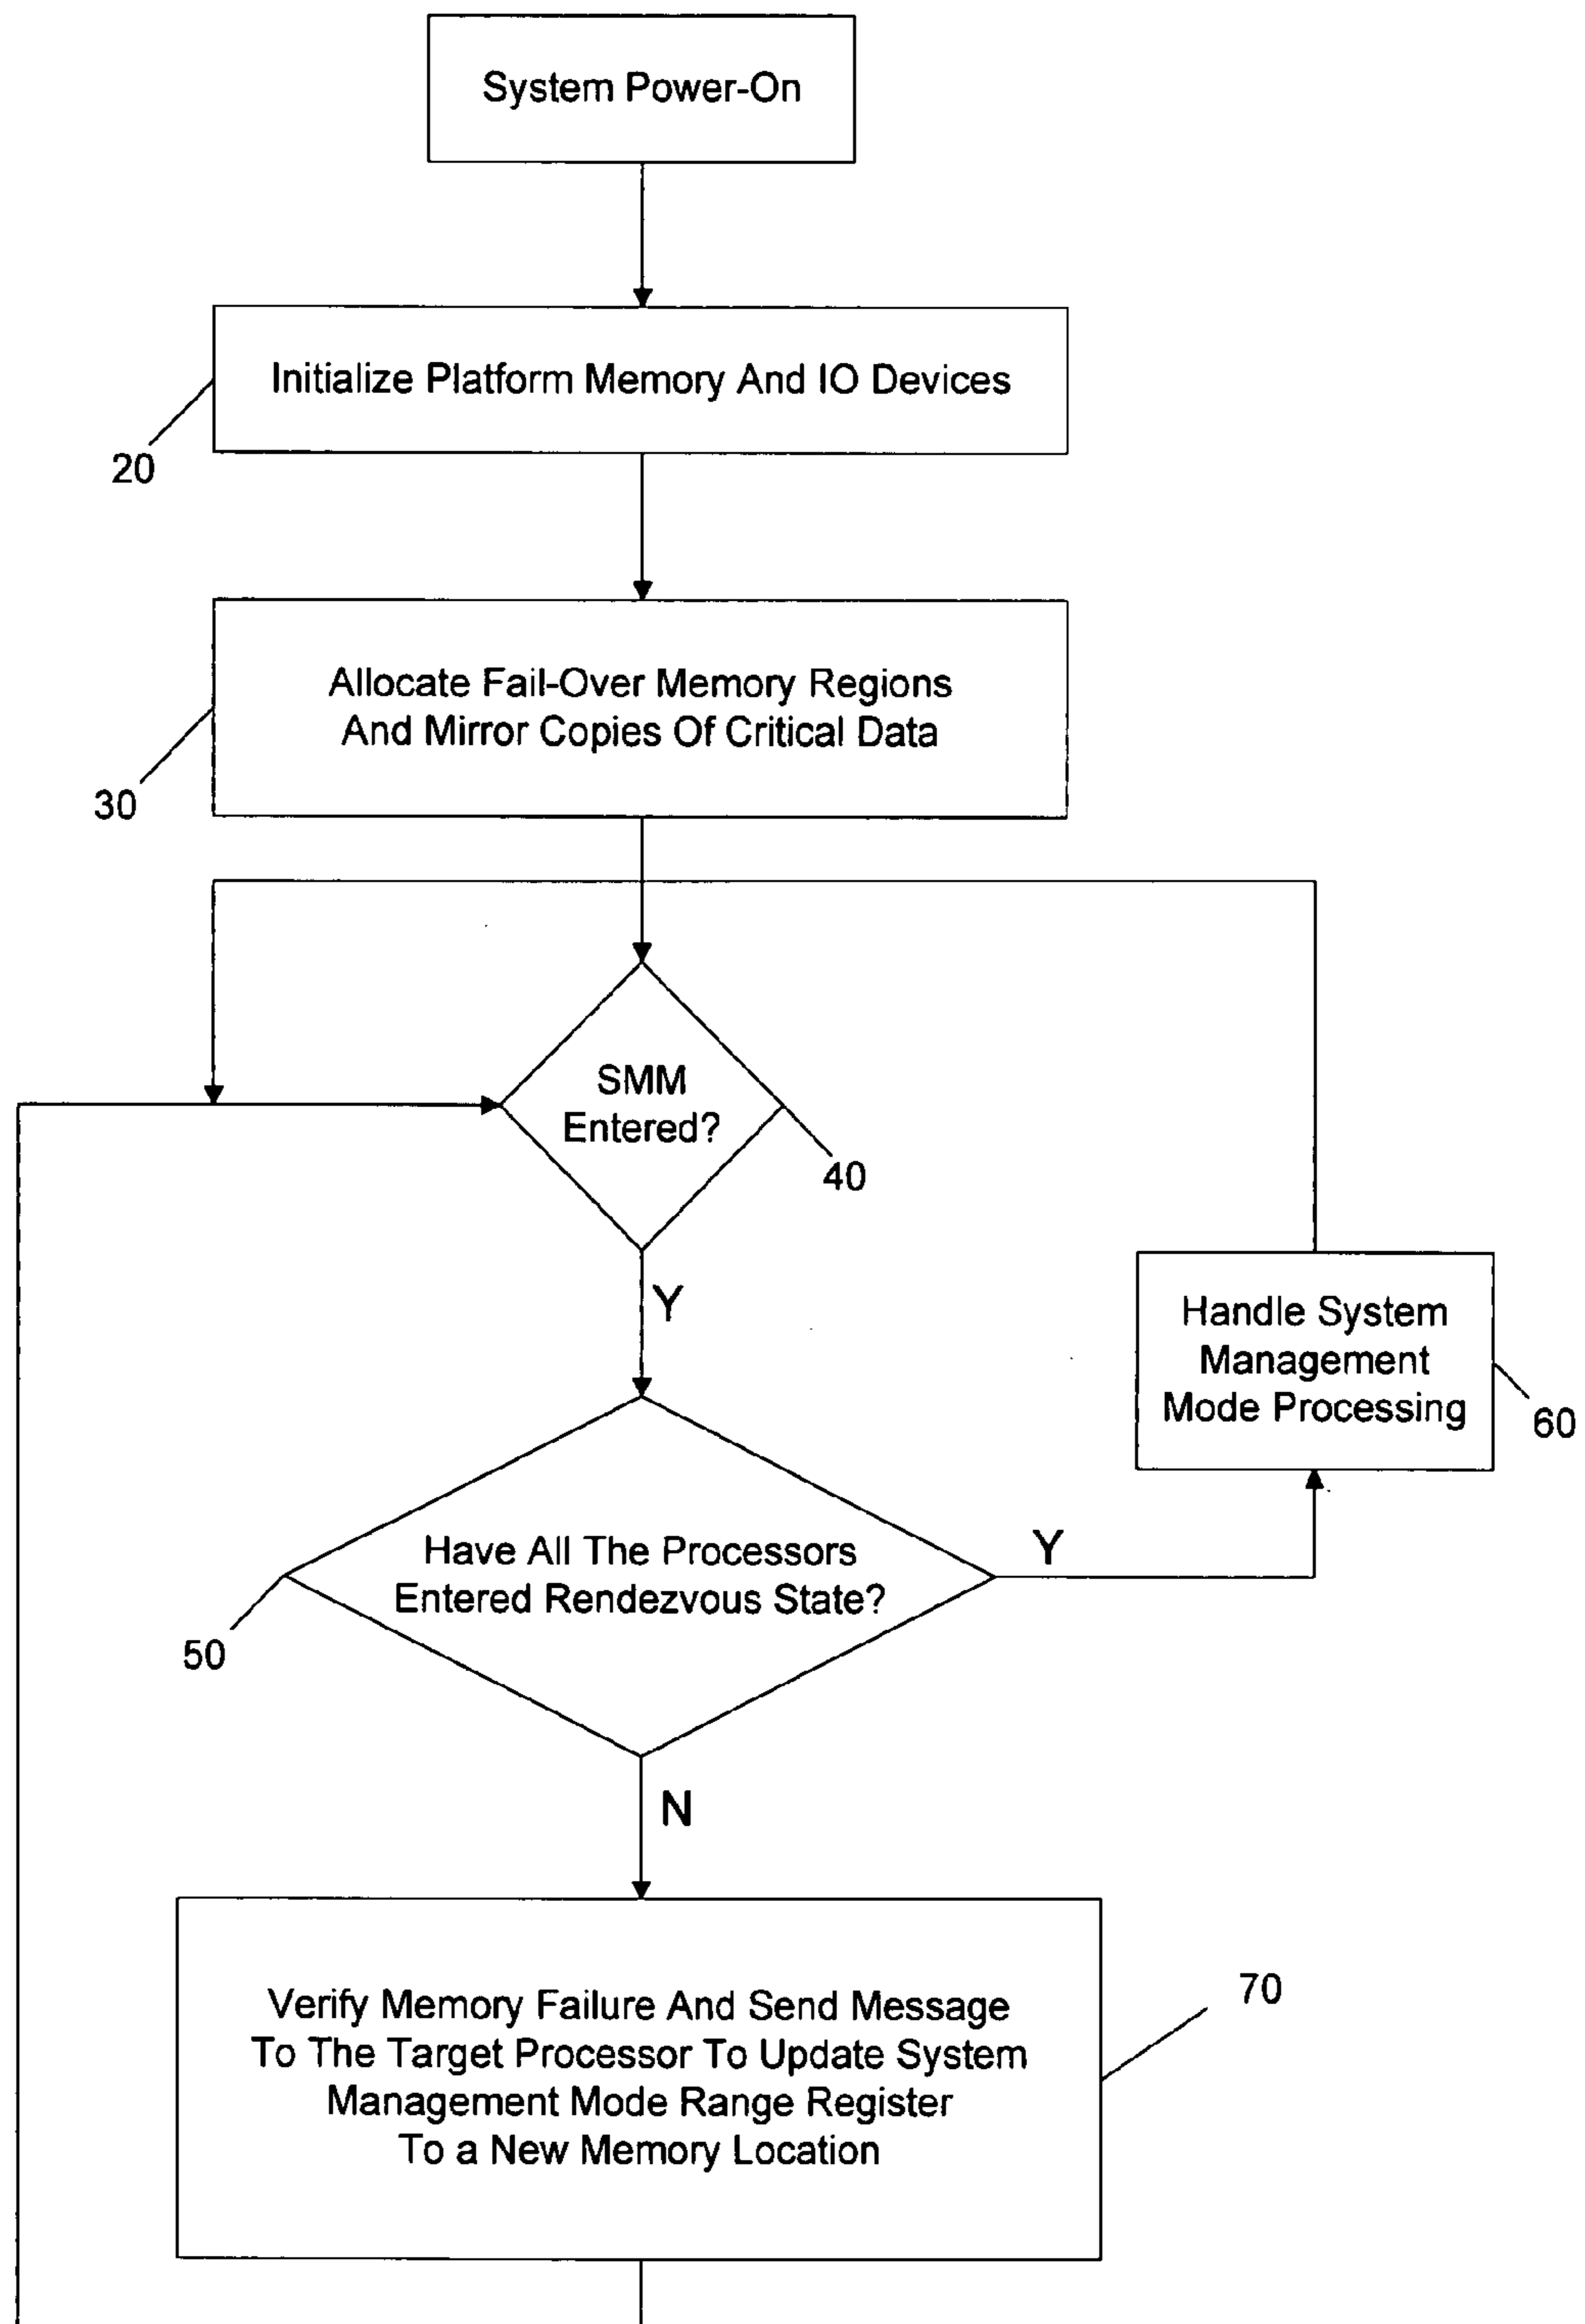 System Power-On
Initialize Platform Memory And IO Devices
20
Allocate Fail-Over Memory Regions
And Mirror Copies Of Critical Data
30
SMM
Entered?
40
Y
Handle System
Management
Mode Processing
60
Have All The Processors
Entered Rendezvous State?
Y
50
N
Verify Memory Failure And Send Message
To The Target Processor To Update System
Management Mode Range Register
To a New Memory Location
70